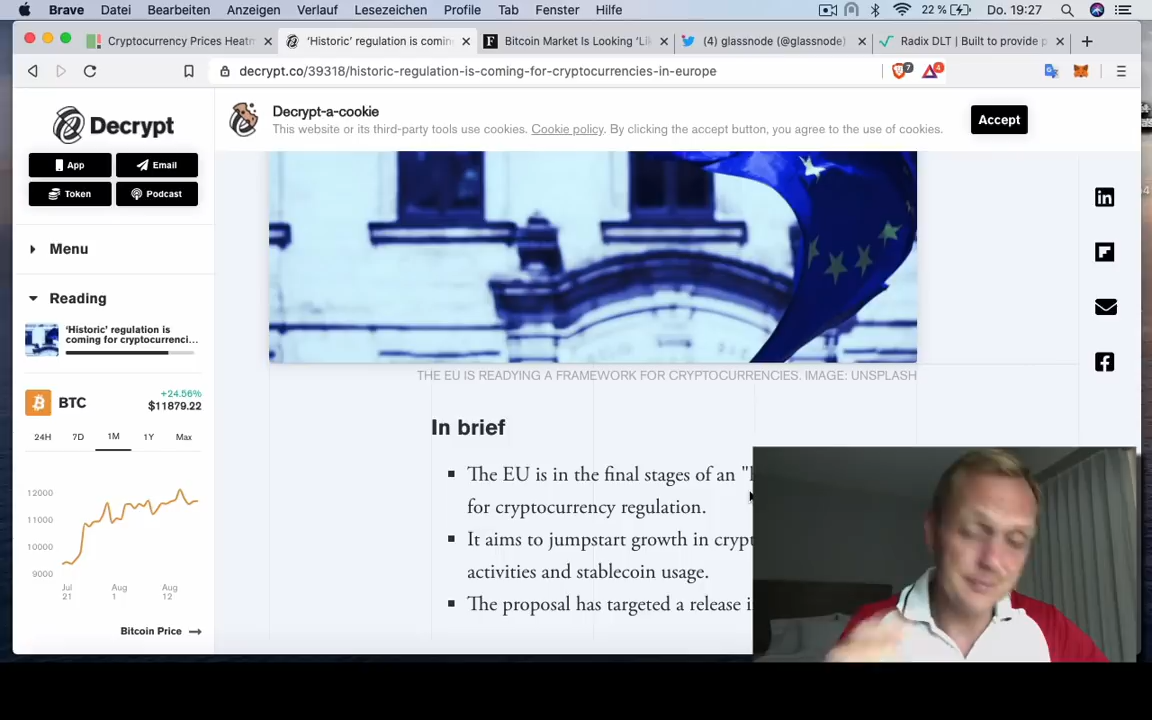 Brave Datei Bearbeiten Anzeigen Verlauf Lesezeichen Profile Tab Fenster Hilfe 22 % Do. 19:27
Cryptocurrency Prices Heatm × 'Historic' regulation is comin × Bitcoin Market Is Looking 'Li × (4) glassnode (@glassnode) × Radix DLT | Built to provide p × +
decrypt.co/39318/historic-regulation-is-coming-for-cryptocurrencies-in-europe 7 4
Decrypt
App Email
Token Podcast
Menu
Reading
'Historic' regulation is
coming for cryptocurrenci...
BTC
+24.56%
$11879.22
24H 7D 1M 1Y Max
12000
11000
10000
9000
Jul 21 Aug 1 Aug 12
Bitcoin Price →
Decrypt-a-cookie
This website or its third-party tools use cookies. Cookie policy. By clicking the accept button, you agree to the use of cookies.
Accept
THE EU IS READYING A FRAMEWORK FOR CRYPTOCURRENCIES. IMAGE: UNSPLASH
In brief
The EU is in the final stages of an "
for cryptocurrency regulation.
It aims to jumpstart growth in crypt
activities and stablecoin usage.
The proposal has targeted a release i